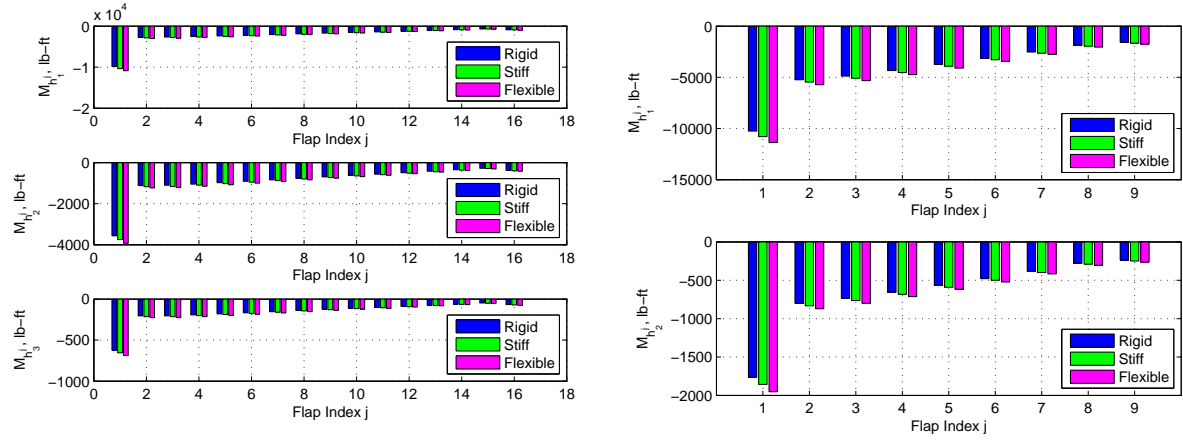 x 10^4
0
−1
−2
M_{h_1^j}, lb−ft
Rigid
Stiff
Flexible
0 2 4 6 8 10 12 14 16 18
Flap Index j
0
−2000
−4000
M_{h_2^j}, lb−ft
Rigid
Stiff
Flexible
0 2 4 6 8 10 12 14 16 18
Flap Index j
0
−500
−1000
M_{h_3^j}, lb−ft
Rigid
Stiff
Flexible
0 2 4 6 8 10 12 14 16 18
Flap Index j
0
−5000
−10000
−15000
M_{h_1^j}, lb−ft
Rigid
Stiff
Flexible
1 2 3 4 5 6 7 8 9
Flap Index j
0
−500
−1000
−1500
−2000
M_{h_2^j}, lb−ft
Rigid
Stiff
Flexible
1 2 3 4 5 6 7 8 9
Flap Index j